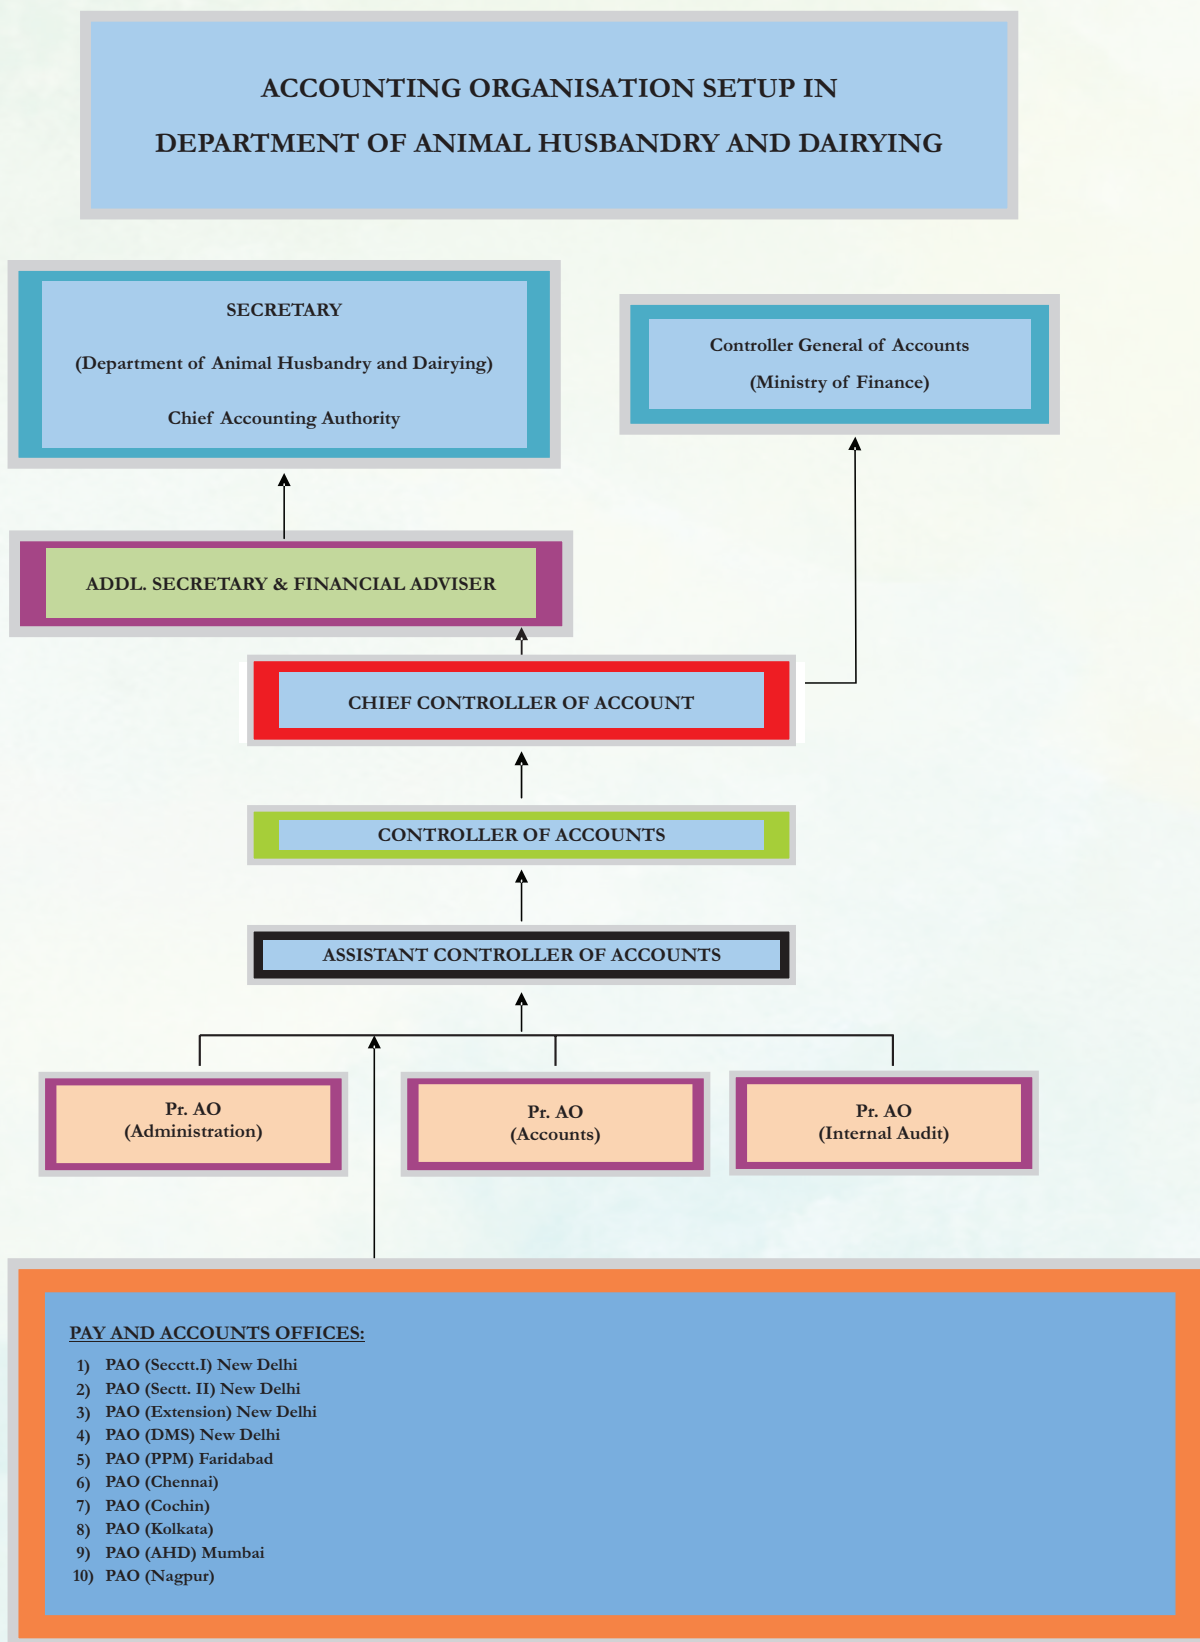 ACCOUNTING ORGANISATION SETUP IN
DEPARTMENT OF ANIMAL HUSBANDRY AND DAIRYING
SECRETARY
(Department of Animal Husbandry and Dairying)
Chief Accounting Authority
Controller General of Accounts
(Ministry of Finance)
ADDL. SECRETARY & FINANCIAL ADVISER
CHIEF CONTROLLER OF ACCOUNT
CONTROLLER OF ACCOUNTS
ASSISTANT CONTROLLER OF ACCOUNTS
Pr. AO
(Administration)
Pr. AO
(Accounts)
Pr. AO
(Internal Audit)
PAY AND ACCOUNTS OFFICES:
1) PAO (Secctt.I) New Delhi
2) PAO (Sectt. II) New Delhi
3) PAO (Extension) New Delhi
4) PAO (DMS) New Delhi
5) PAO (PPM) Faridabad
6) PAO (Chennai)
7) PAO (Cochin)
8) PAO (Kolkata)
9) PAO (AHD) Mumbai
10) PAO (Nagpur)